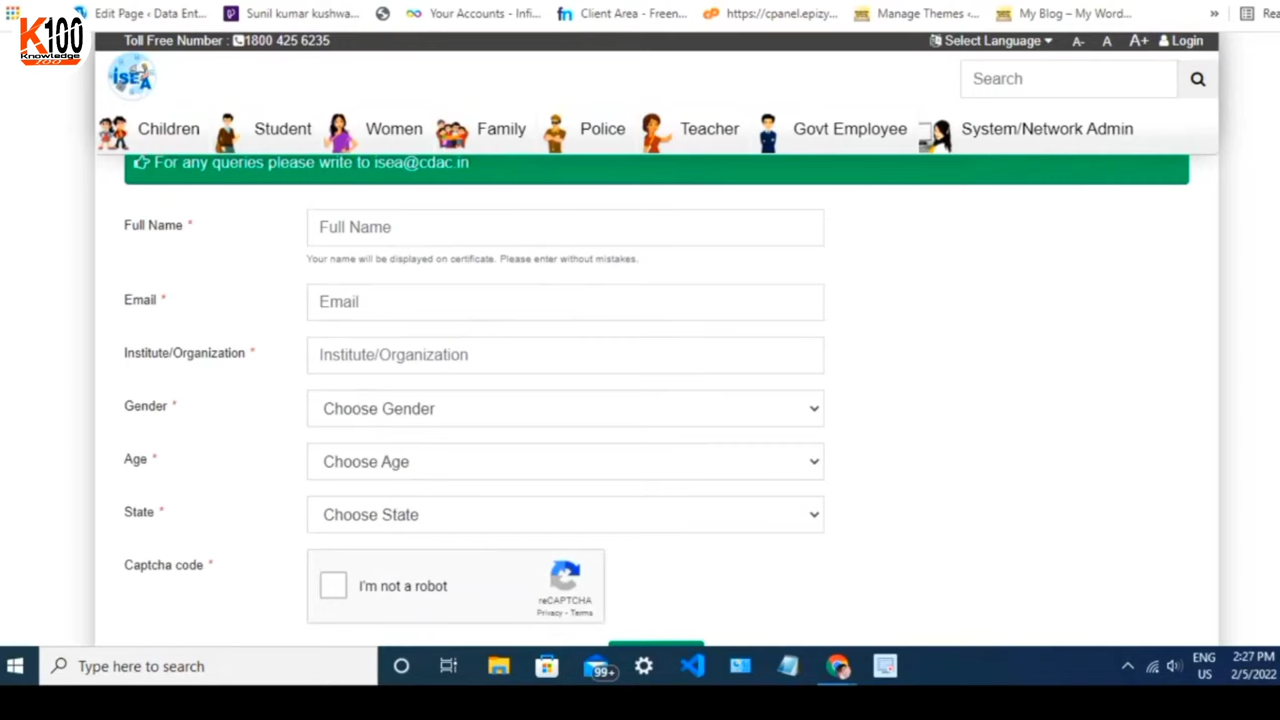 Edit Page ‹ Data Ent...
Sunil kumar kushwa...
Your Accounts - Infi...
Client Area - Freen...
https://cpanel.epizy...
Manage Themes ‹...
My Blog – My Word...
»
Rea
K100
Knowledge
Toll Free Number : 1800 425 6235
Select Language
A-
A
A+
Login
iSEA
Search
Children
Student
Women
Family
Police
Teacher
Govt Employee
System/Network Admin
For any queries please write to isea@cdac.in
Full Name *
Full Name
Your name will be displayed on certificate. Please enter without mistakes.
Email *
Email
Institute/Organization *
Institute/Organization
Gender *
Choose Gender
Age *
Choose Age
State *
Choose State
Captcha code *
I'm not a robot
reCAPTCHA
Privacy - Terms
Type here to search
99+
ENG
US
2:27 PM
2/5/2022